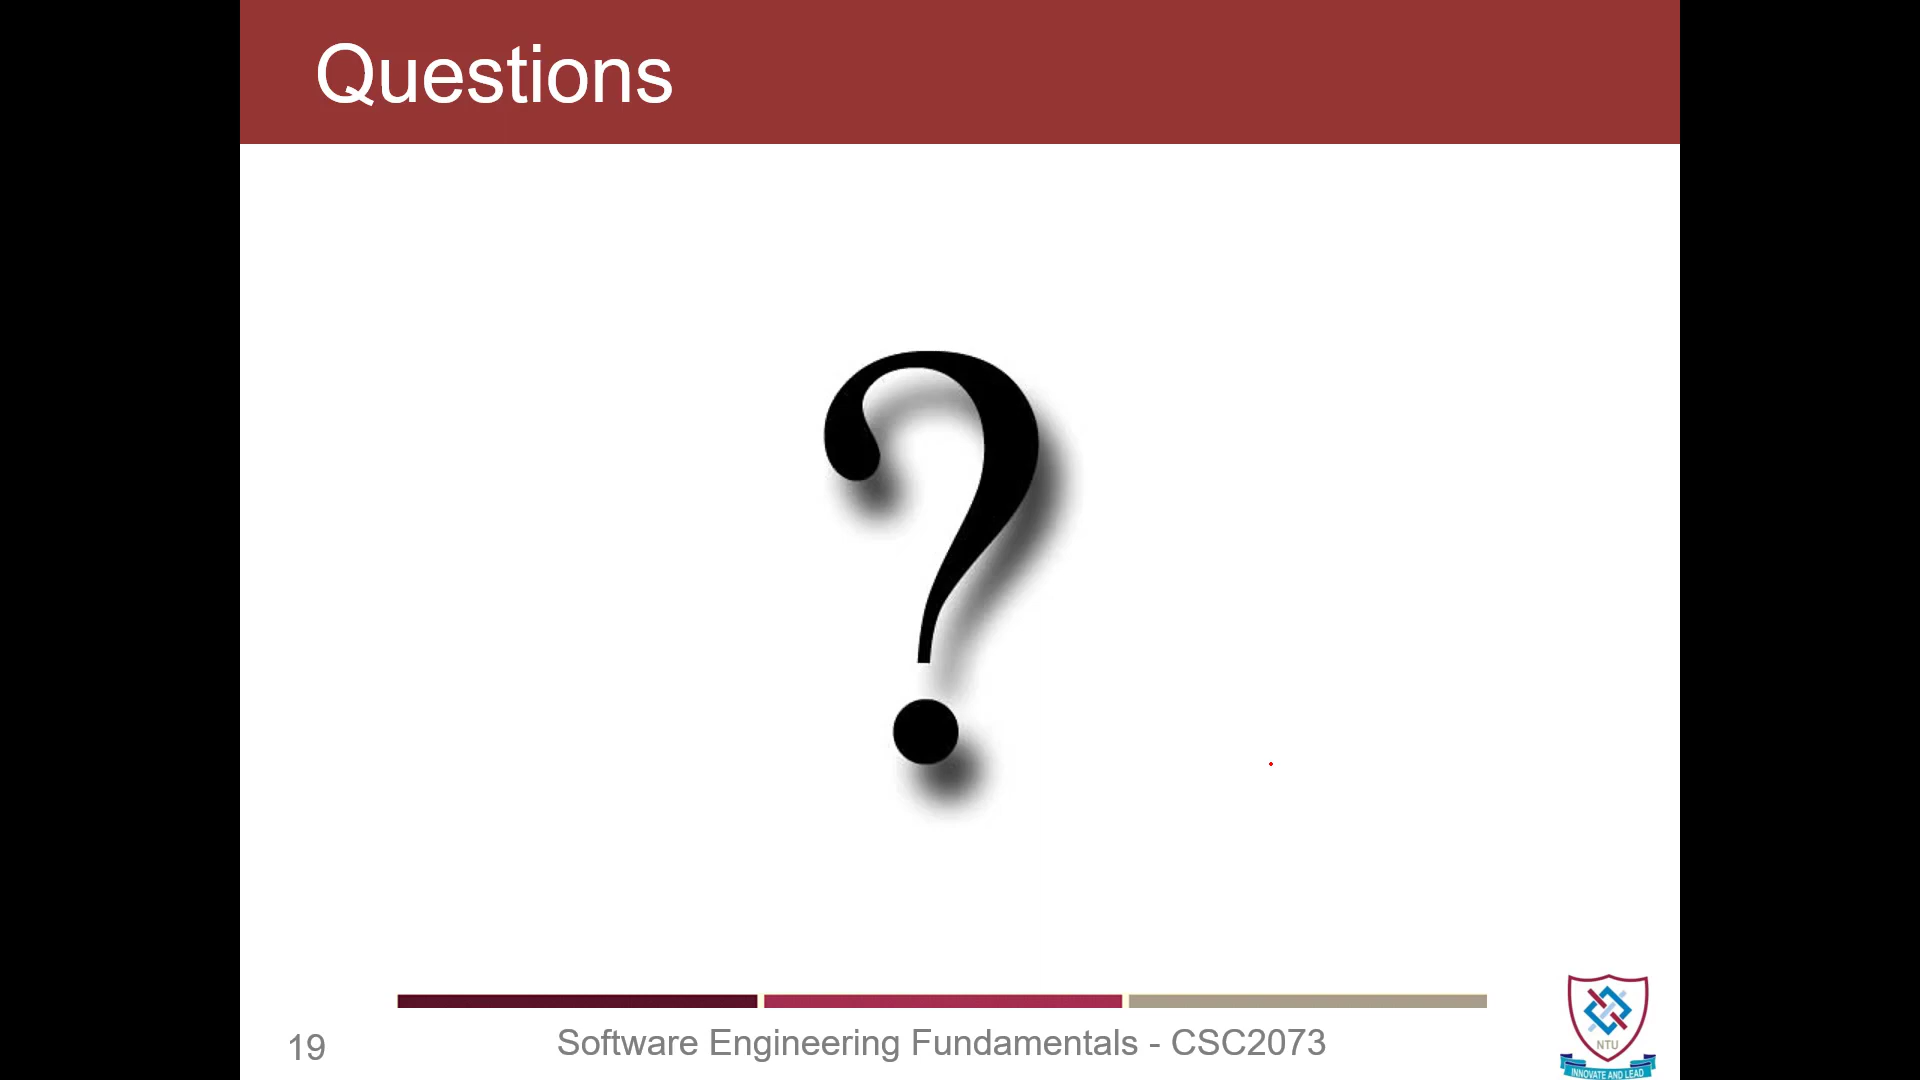 Questions
?
19
Software Engineering Fundamentals - CSC2073
NTU
INNOVATE AND LEAD